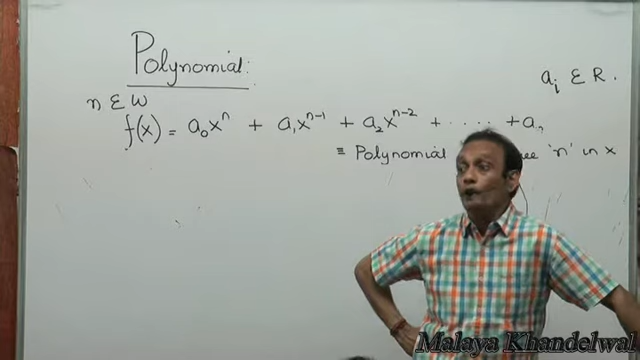 Polynomial:
aᵢ ∈ R.
n ∈ W
f(x) = a₀xⁿ + a₁xⁿ⁻¹ + a₂xⁿ⁻² + ..... + aₙ
≡ Polynomial 'n' in x
Malaya Khandelwal